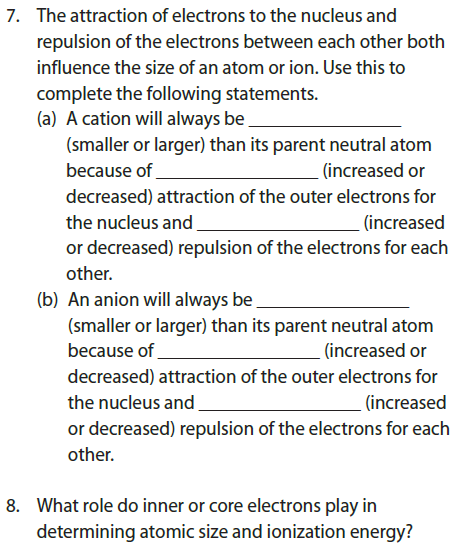 7. The attraction of electrons to the nucleus and
repulsion of the electrons between each other both
influence the size of an atom or ion. Use this to
complete the following statements.
(a) A cation will always be ________________
(smaller or larger) than its parent neutral atom
because of ________________ (increased or
decreased) attraction of the outer electrons for
the nucleus and ________________ (increased
or decreased) repulsion of the electrons for each
other.
(b) An anion will always be ________________
(smaller or larger) than its parent neutral atom
because of ________________ (increased or
decreased) attraction of the outer electrons for
the nucleus and ________________ (increased
or decreased) repulsion of the electrons for each
other.
8. What role do inner or core electrons play in
determining atomic size and ionization energy?